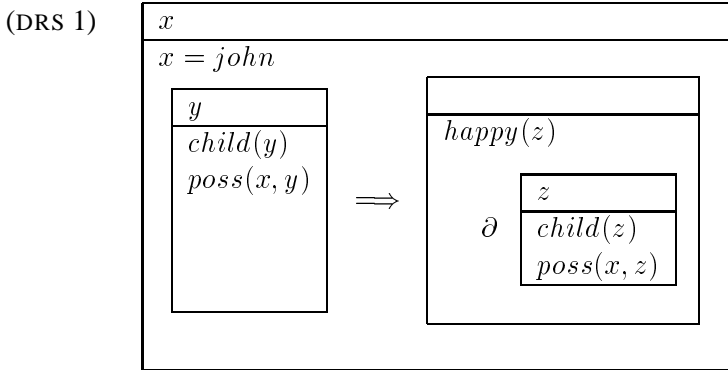 (DRS 1)
x
x = john
y
child(y)
poss(x, y)
⟹
happy(z)
∂
z
child(z)
poss(x, z)